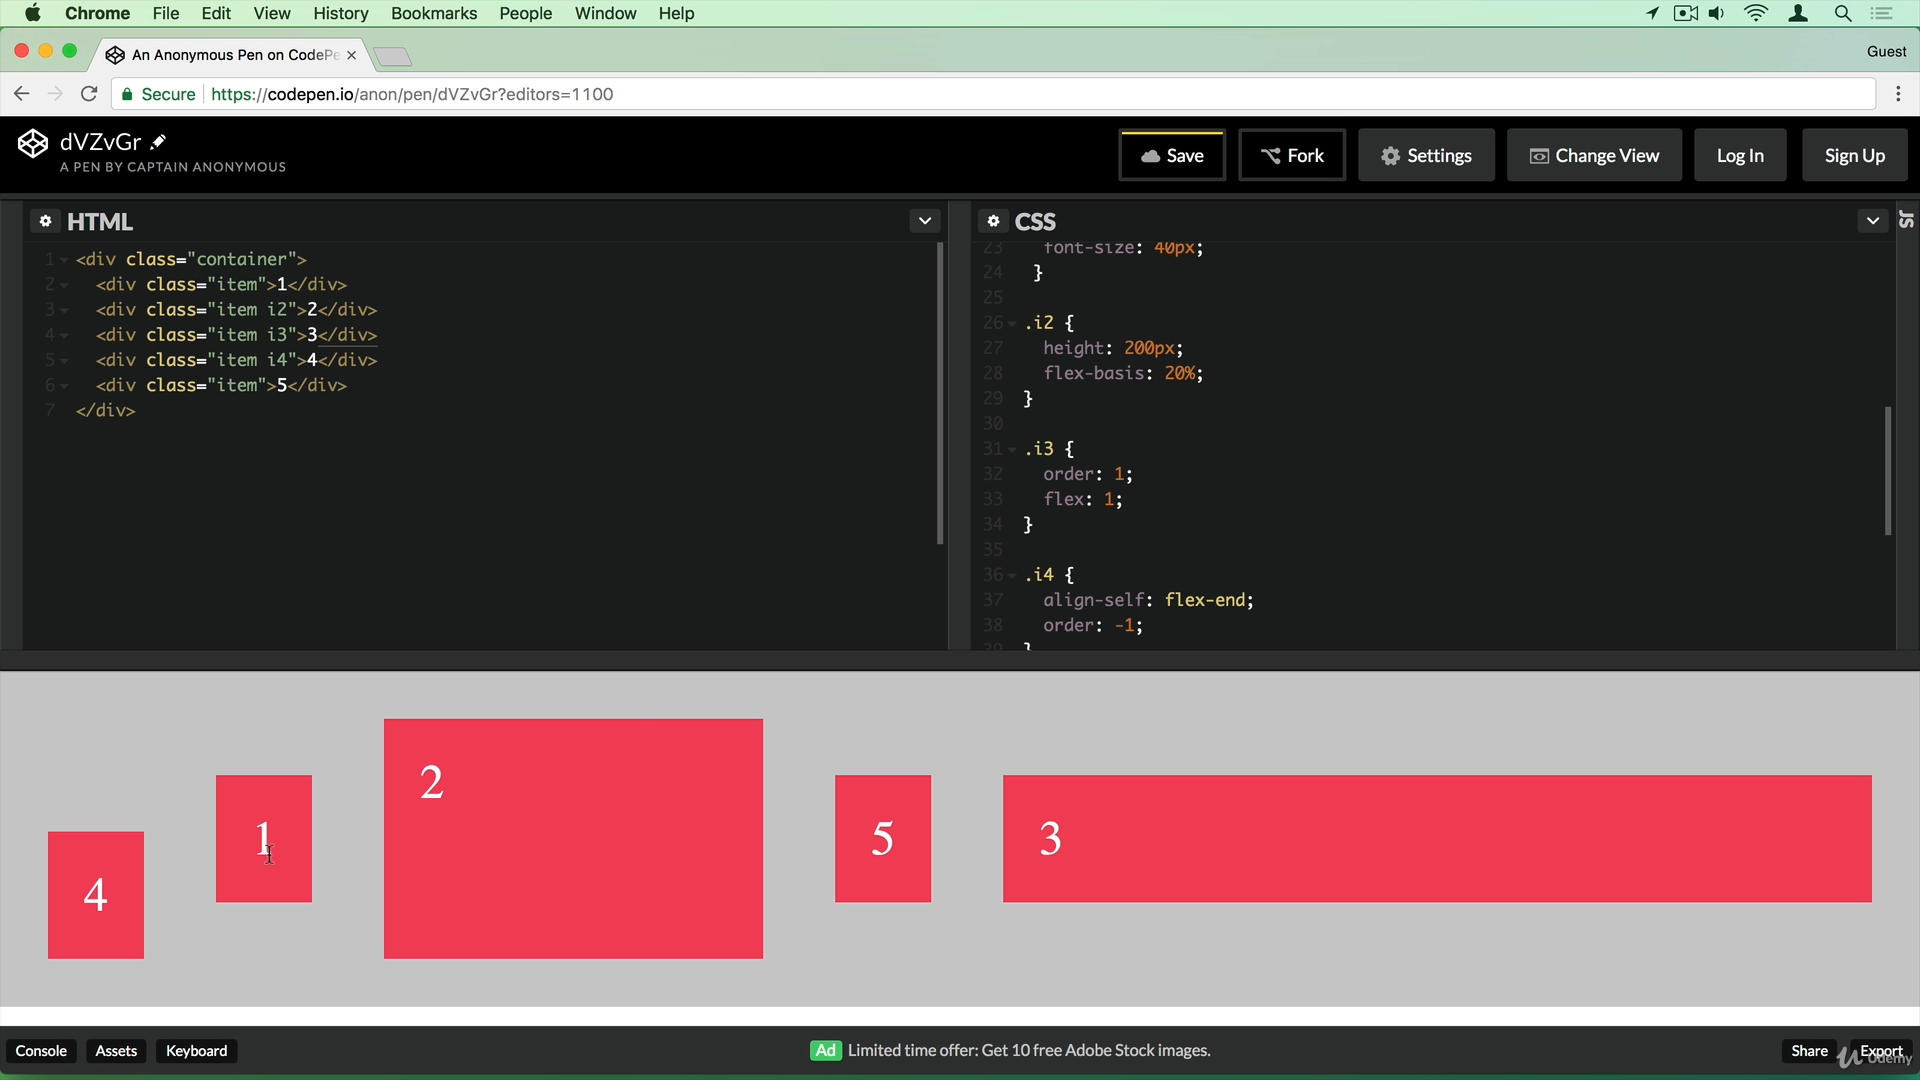 Chrome File Edit View History Bookmarks People Window Help
An Anonymous Pen on CodePe
Guest
Secure https://codepen.io/anon/pen/dVZvGr?editors=1100
dVZvGr
A PEN BY CAPTAIN ANONYMOUS
Save Fork Settings Change View Log In Sign Up
HTML
1 <div class="container">
2 <div class="item">1</div>
3 <div class="item i2">2</div>
4 <div class="item i3">3</div>
5 <div class="item i4">4</div>
6 <div class="item">5</div>
7 </div>
CSS
JS
23 font-size: 40px;
24 }
25
26 .i2 {
27 height: 200px;
28 flex-basis: 20%;
29 }
30
31 .i3 {
32 order: 1;
33 flex: 1;
34 }
35
36 .i4 {
37 align-self: flex-end;
38 order: -1;
39 }
4
1
2
5
3
Console Assets Keyboard
Ad Limited time offer: Get 10 free Adobe Stock images.
Share Export
Udemy